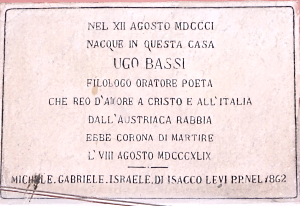 NEL XII AGOSTO MDCCCI
NACQUE IN QUESTA CASA
UGO BASSI
FILOLOGO ORATORE POETA
CHE REO D'AMORE A CRISTO E ALL'ITALIA
DALL'AUSTRIACA RABBIA
EBBE CORONA DI MARTIRE
L'VIII AGOSTO MDCCCXLIX
MICHELE. GABRIELE. ISRAELE. DI ISACCO LEVI P.P. NEL 1862